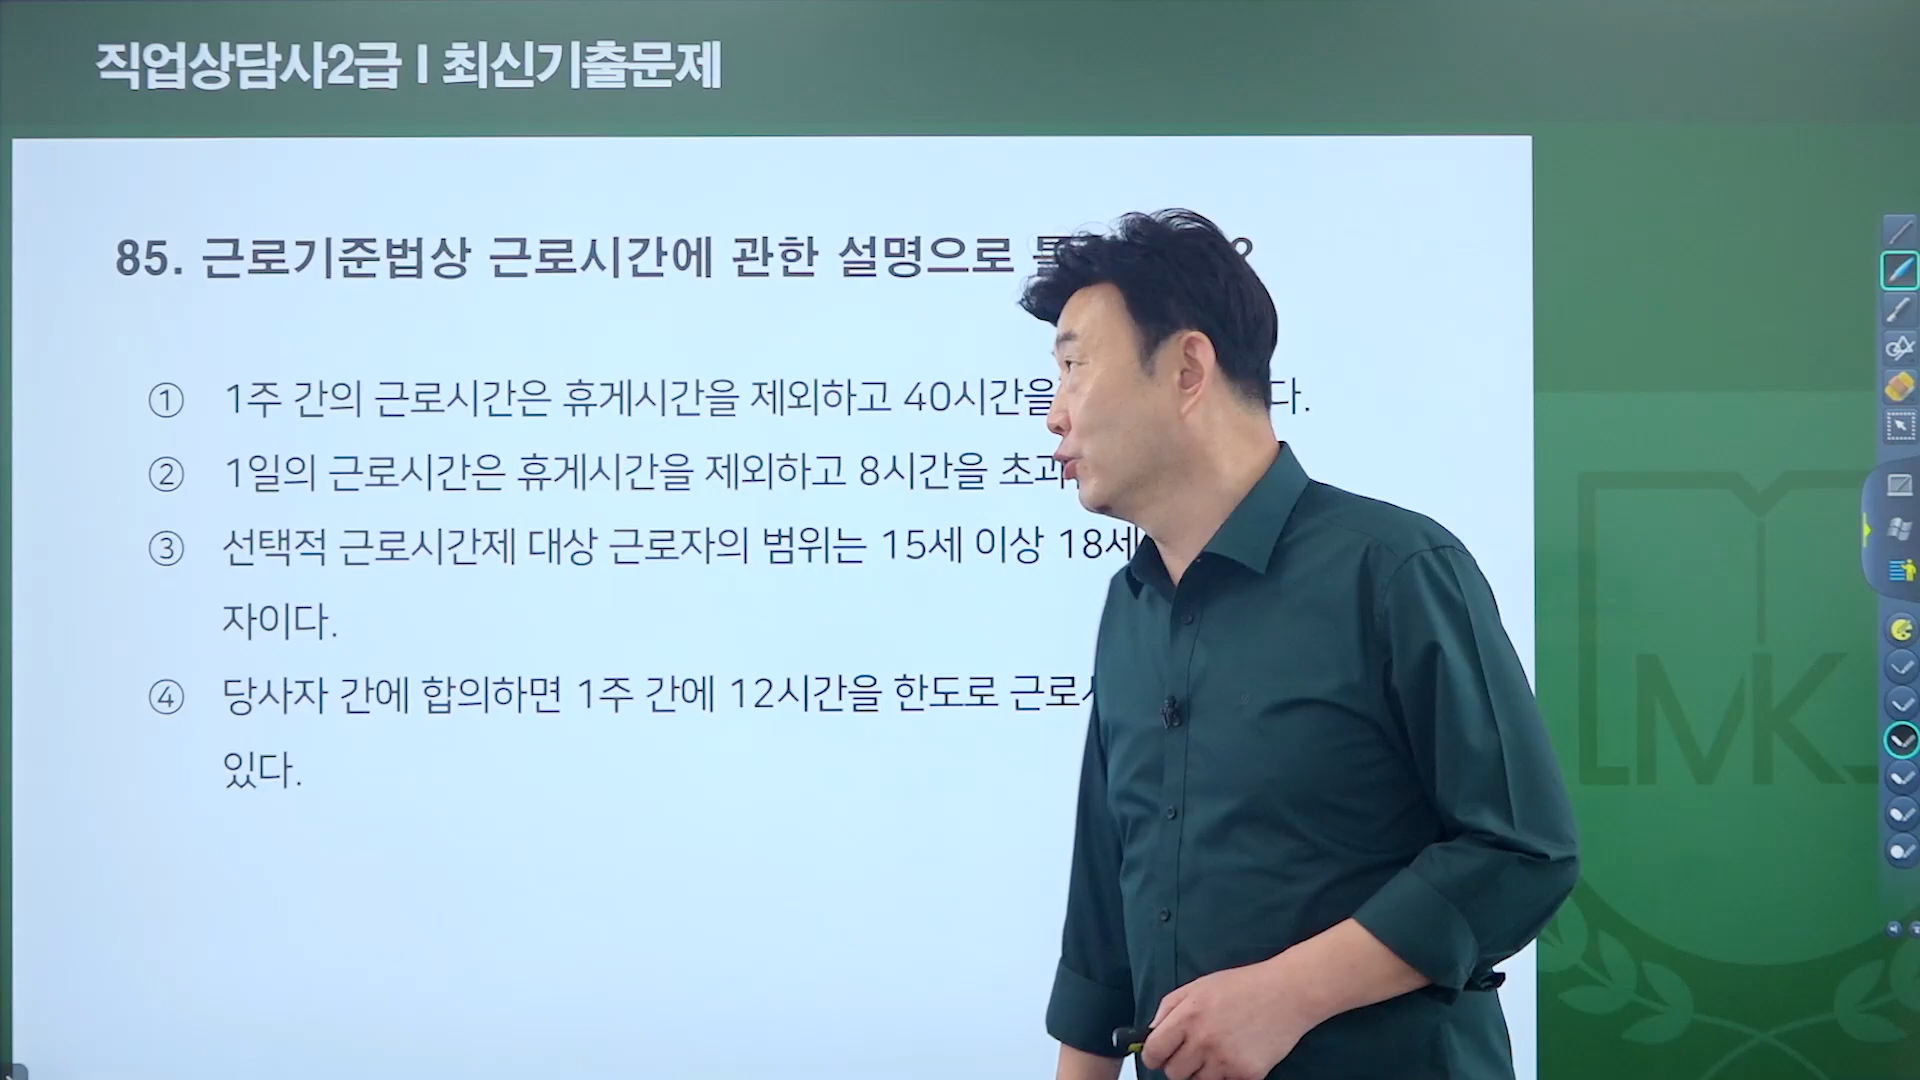 직업상담사2급 | 최신기출문제
85. 근로기준법상 근로시간에 관한 설명으로 ?
① 1주 간의 근로시간은 휴게시간을 제외하고 40시간을 다.
② 1일의 근로시간은 휴게시간을 제외하고 8시간을
③ 선택적 근로시간제 대상 근로자의 범위는 15세 이상 18세
자이다.
④ 당사자 간에 합의하면 1주 간에 12시간을 한도로
있다.
MK